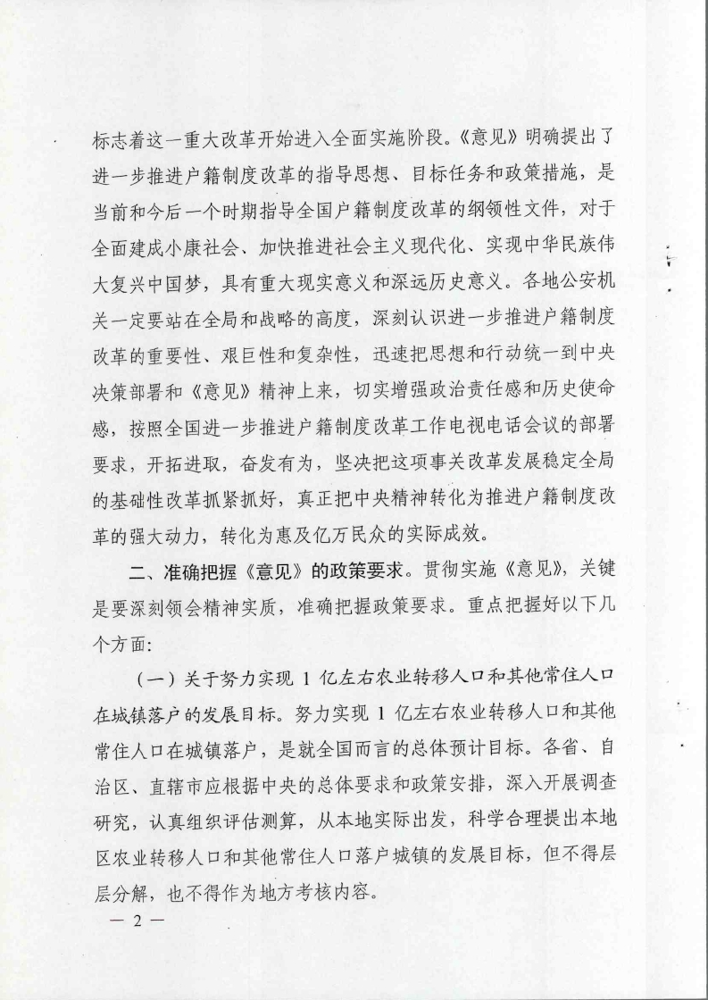 标志着这一重大改革开始进入全面实施阶段。《意见》明确提出了
进一步推进户籍制度改革的指导思想、目标任务和政策措施，是
当前和今后一个时期指导全国户籍制度改革的纲领性文件，对于
全面建成小康社会、加快推进社会主义现代化、实现中华民族伟
大复兴中国梦，具有重大现实意义和深远历史意义。各地公安机
关一定要站在全局和战略的高度，深刻认识进一步推进户籍制度
改革的重要性、艰巨性和复杂性，迅速把思想和行动统一到中央
决策部署和《意见》精神上来，切实增强政治责任感和历史使命
感，按照全国进一步推进户籍制度改革工作电视电话会议的部署
要求，开拓进取，奋发有为，坚决把这项事关改革发展稳定全局
的基础性改革抓紧抓好，真正把中央精神转化为推进户籍制度改
革的强大动力，转化为惠及亿万民众的实际成效。
二、准确把握《意见》的政策要求。贯彻实施《意见》，关键
是要深刻领会精神实质，准确把握政策要求。重点把握好以下几
个方面：
（一）关于努力实现 1 亿左右农业转移人口和其他常住人口
在城镇落户的发展目标。努力实现 1 亿左右农业转移人口和其他
常住人口在城镇落户，是就全国而言的总体预计目标。各省、自
治区、直辖市应根据中央的总体要求和政策安排，深入开展调查
研究，认真组织评估测算，从本地实际出发，科学合理提出本地
区农业转移人口和其他常住人口落户城镇的发展目标，但不得层
层分解，也不得作为地方考核内容。
— 2 —